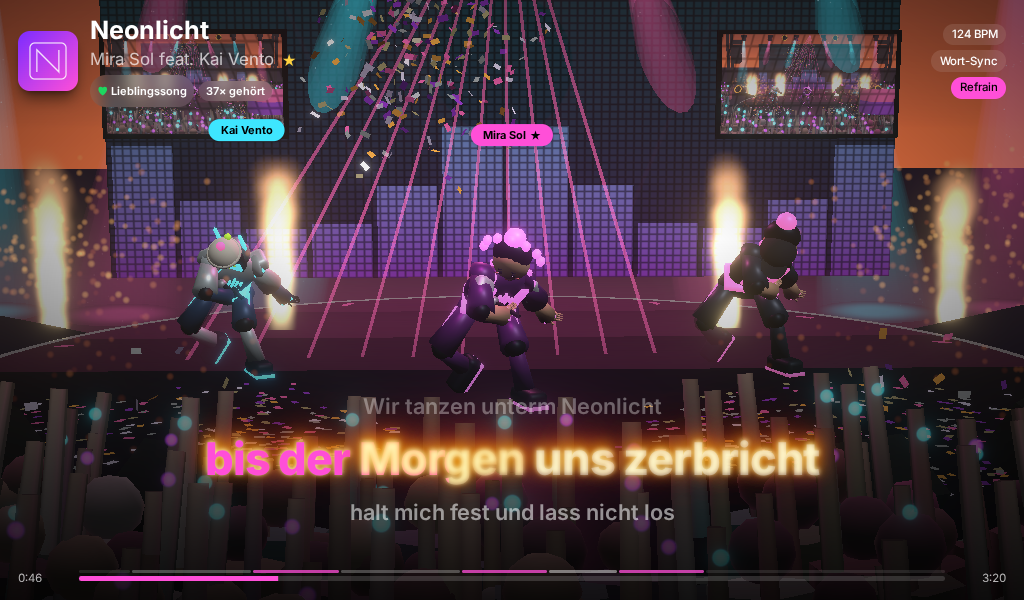 Neonlicht
Mira Sol feat. Kai Vento ★
Lieblingssong
37× gehört
124 BPM
Wort-Sync
Refrain
Kai Vento
Mira Sol ★
Wir tanzen unterm Neonlicht
bis der Morgen uns zerbricht
halt mich fest und lass nicht los
0:46
3:20